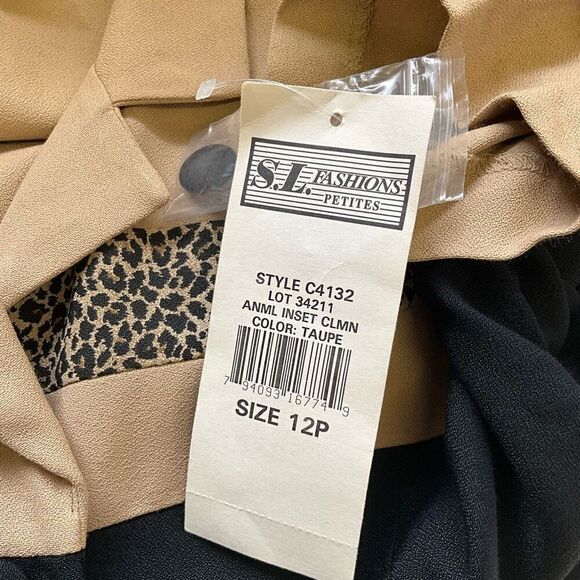 S.L. FASHIONS
PETITES
STYLE C4132
LOT 34211
ANML INSET CLMN
COLOR: TAUPE
7 94093 16774 9
SIZE 12P